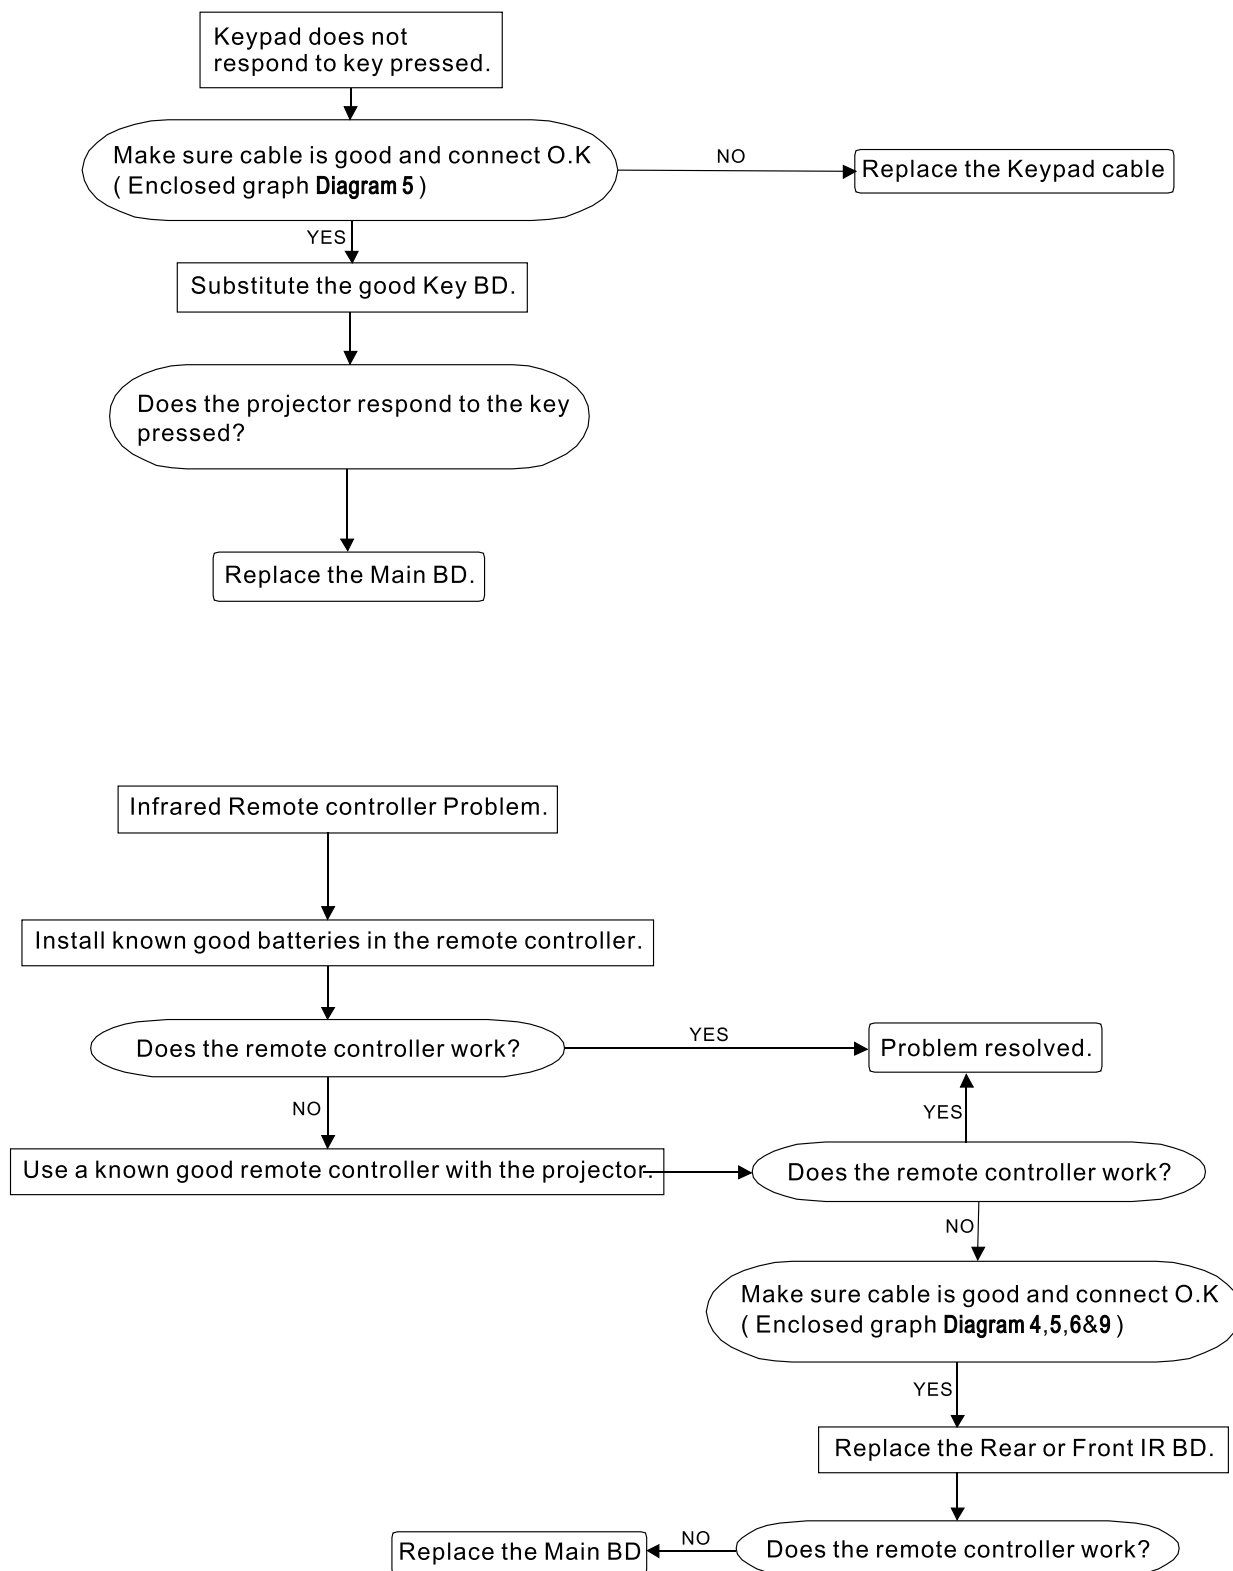 Keypad does not
respond to key pressed.
Make sure cable is good and connect O.K
( Enclosed graph Diagram 5 )
NO
Replace the Keypad cable
YES
Substitute the good Key BD.
Does the projector respond to the key
pressed?
Replace the Main BD.
Infrared Remote controller Problem.
Install known good batteries in the remote controller.
Does the remote controller work?
YES
Problem resolved.
NO
YES
Use a known good remote controller with the projector.
Does the remote controller work?
NO
Make sure cable is good and connect O.K
( Enclosed graph Diagram 4,5,6&9 )
YES
Replace the Rear or Front IR BD.
Does the remote controller work?
NO
Replace the Main BD